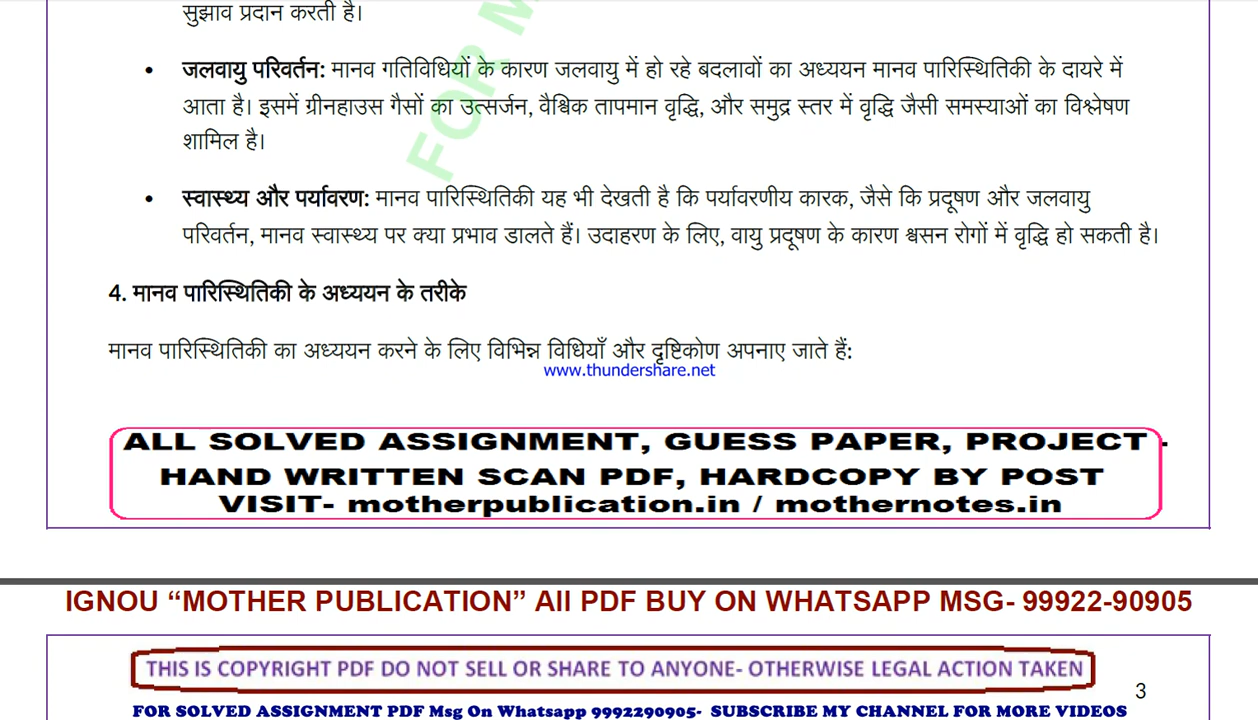 सुझाव प्रदान करती है।
• जलवायु परिवर्तन: मानव गतिविधियों के कारण जलवायु में हो रहे बदलावों का अध्ययन मानव पारिस्थितिकी के दायरे में
आता है। इसमें ग्रीनहाउस गैसों का उत्सर्जन, वैश्विक तापमान वृद्धि, और समुद्र स्तर में वृद्धि जैसी समस्याओं का विश्लेषण
शामिल है।
FOR M
• स्वास्थ्य और पर्यावरण: मानव पारिस्थितिकी यह भी देखती है कि पर्यावरणीय कारक, जैसे कि प्रदूषण और जलवायु
परिवर्तन, मानव स्वास्थ्य पर क्या प्रभाव डालते हैं। उदाहरण के लिए, वायु प्रदूषण के कारण श्वसन रोगों में वृद्धि हो सकती है।
4. मानव पारिस्थितिकी के अध्ययन के तरीके
मानव पारिस्थितिकी का अध्ययन करने के लिए विभिन्न विधियाँ और दृष्टिकोण अपनाए जाते हैं:
www.thundershare.net
ALL SOLVED ASSIGNMENT, GUESS PAPER, PROJECT -
HAND WRITTEN SCAN PDF, HARDCOPY BY POST
VISIT- motherpublication.in / mothernotes.in
IGNOU “MOTHER PUBLICATION” All PDF BUY ON WHATSAPP MSG- 99922-90905
THIS IS COPYRIGHT PDF DO NOT SELL OR SHARE TO ANYONE- OTHERWISE LEGAL ACTION TAKEN
3
FOR SOLVED ASSIGNMENT PDF Msg On Whatsapp 9992290905- SUBSCRIBE MY CHANNEL FOR MORE VIDEOS